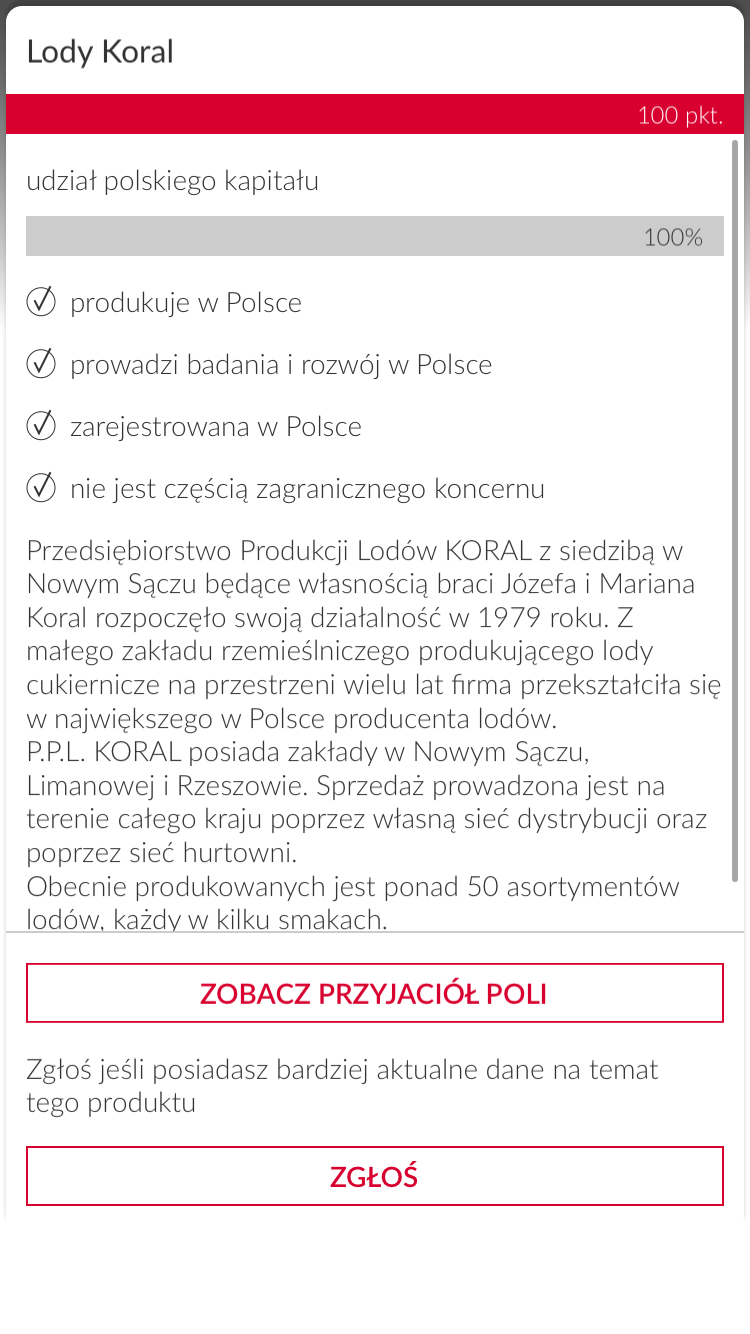 Lody Koral
100 pkt.
udział polskiego kapitału
100%
produkuje w Polsce
prowadzi badania i rozwój w Polsce
zarejestrowana w Polsce
nie jest częścią zagranicznego koncernu
Przedsiębiorstwo Produkcji Lodów KORAL z siedzibą w
Nowym Sączu będące własnością braci Józefa i Mariana
Koral rozpoczęło swoją działalność w 1979 roku. Z
małego zakładu rzemieślniczego produkującego lody
cukiernicze na przestrzeni wielu lat firma przekształciła się
w największego w Polsce producenta lodów.
P.P.L. KORAL posiada zakłady w Nowym Sączu,
Limanowej i Rzeszowie. Sprzedaż prowadzona jest na
terenie całego kraju poprzez własną sieć dystrybucji oraz
poprzez sieć hurtowni.
Obecnie produkowanych jest ponad 50 asortymentów
lodów, każdy w kilku smakach.
ZOBACZ PRZYJACIÓŁ POLI
Zgłoś jeśli posiadasz bardziej aktualne dane na temat
tego produktu
ZGŁOŚ